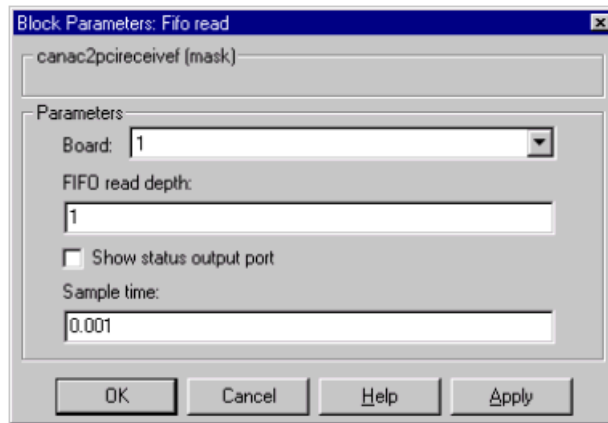 Block Parameters: Fifo read
canac2pcireceivef (mask)
Parameters
Board: 1
FIFO read depth:
1
Show status output port
Sample time:
0.001
OK Cancel Help Apply